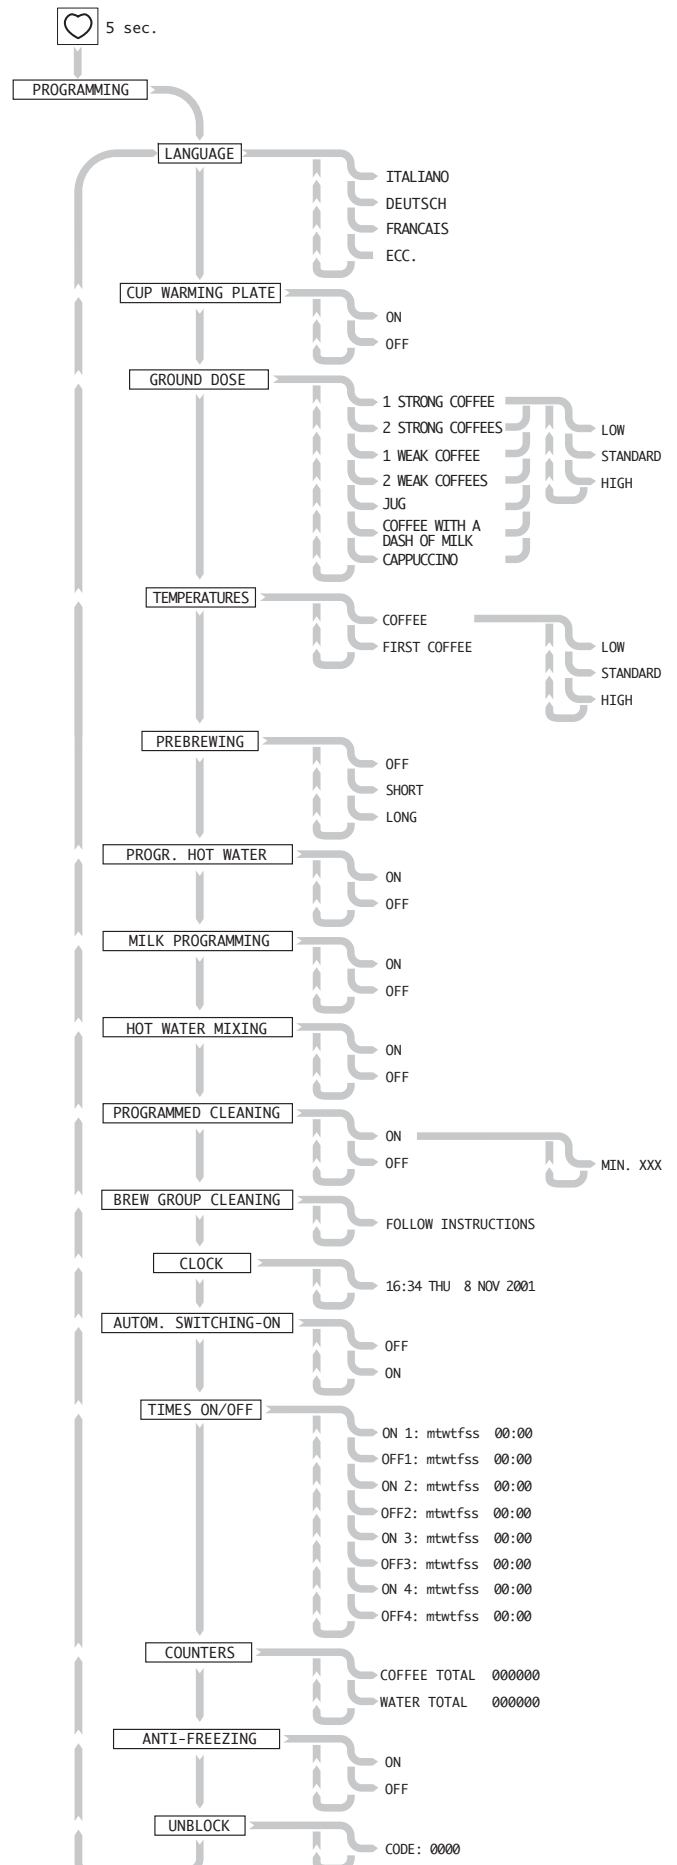 5 sec.
PROGRAMMING
LANGUAGE
ITALIANO
DEUTSCH
FRANCAIS
ECC.
CUP WARMING PLATE
ON
OFF
GROUND DOSE
1 STRONG COFFEE
2 STRONG COFFEES
1 WEAK COFFEE
2 WEAK COFFEES
JUG
COFFEE WITH A
DASH OF MILK
CAPPUCCINO
LOW
STANDARD
HIGH
TEMPERATURES
COFFEE
FIRST COFFEE
LOW
STANDARD
HIGH
PREBREWING
OFF
SHORT
LONG
PROGR. HOT WATER
ON
OFF
MILK PROGRAMMING
ON
OFF
HOT WATER MIXING
ON
OFF
PROGRAMMED CLEANING
ON
OFF
MIN. XXX
BREW GROUP CLEANING
FOLLOW INSTRUCTIONS
CLOCK
16:34 THU 8 NOV 2001
AUTOM. SWITCHING-ON
OFF
ON
TIMES ON/OFF
ON 1: mtwtfss 00:00
OFF1: mtwtfss 00:00
ON 2: mtwtfss 00:00
OFF2: mtwtfss 00:00
ON 3: mtwtfss 00:00
OFF3: mtwtfss 00:00
ON 4: mtwtfss 00:00
OFF4: mtwtfss 00:00
COUNTERS
COFFEE TOTAL 000000
WATER TOTAL 000000
ANTI-FREEZING
ON
OFF
UNBLOCK
CODE: 0000